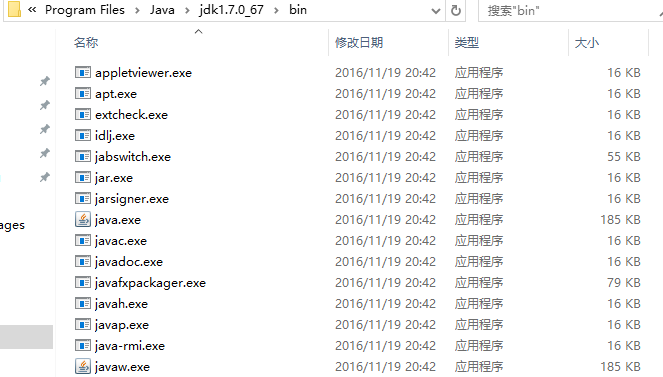 « Program Files > Java > jdk1.7.0_67 > bin 搜索"bin"
名称 修改日期 类型 大小
appletviewer.exe 2016/11/19 20:42 应用程序 16 KB
apt.exe 2016/11/19 20:42 应用程序 16 KB
extcheck.exe 2016/11/19 20:42 应用程序 16 KB
idlj.exe 2016/11/19 20:42 应用程序 16 KB
jabswitch.exe 2016/11/19 20:42 应用程序 55 KB
jar.exe 2016/11/19 20:42 应用程序 16 KB
jarsigner.exe 2016/11/19 20:42 应用程序 16 KB
java.exe 2016/11/19 20:42 应用程序 185 KB
ages
javac.exe 2016/11/19 20:42 应用程序 16 KB
javadoc.exe 2016/11/19 20:42 应用程序 16 KB
javafxpackager.exe 2016/11/19 20:42 应用程序 79 KB
javah.exe 2016/11/19 20:42 应用程序 16 KB
javap.exe 2016/11/19 20:42 应用程序 16 KB
java-rmi.exe 2016/11/19 20:42 应用程序 16 KB
javaw.exe 2016/11/19 20:42 应用程序 185 KB